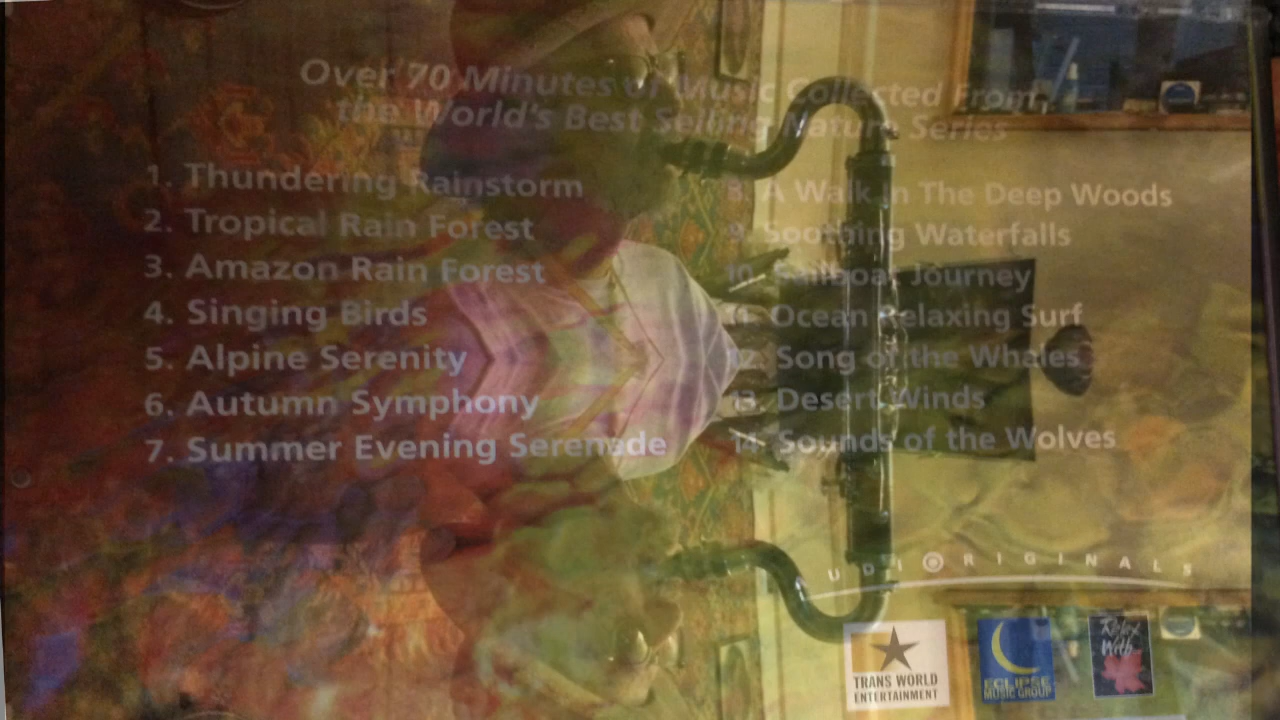 Over 70 Minutes of Music Collected From
the World's Best Selling Nature Series
1. Thundering Rainstorm
2. Tropical Rain Forest
3. Amazon Rain Forest
4. Singing Birds
5. Alpine Serenity
6. Autumn Symphony
7. Summer Evening Serenade
8. A Walk In The Deep Woods
9. Soothing Waterfalls
10. Sailboat Journey
11. Ocean Relaxing Surf
12. Song of the Whales
13. Desert Winds
14. Sounds of the Wolves
UDIORIGINALS
TRANS WORLD
ENTERTAINMENT
ECLIPSE
MUSIC GROUP
Relax
With